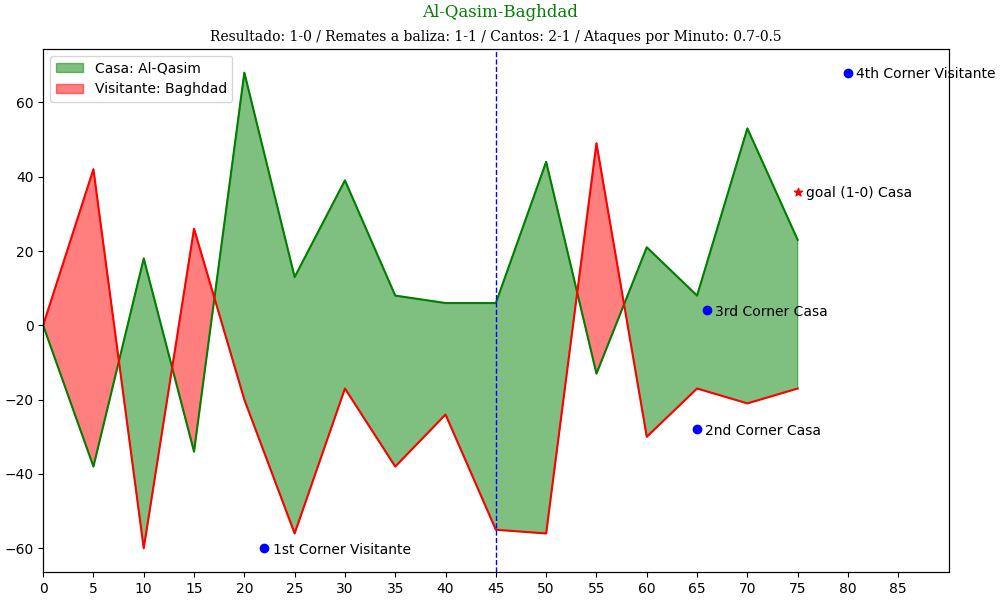 Al-Qasim-Baghdad
Resultado: 1-0 / Remates a baliza: 1-1 / Cantos: 2-1 / Ataques por Minuto: 0.7-0.5
Casa: Al-Qasim
Visitante: Baghdad
4th Corner Visitante
goal (1-0) Casa
3rd Corner Casa
2nd Corner Casa
1st Corner Visitante
60
40
20
0
−20
−40
−60
0 5 10 15 20 25 30 35 40 45 50 55 60 65 70 75 80 85